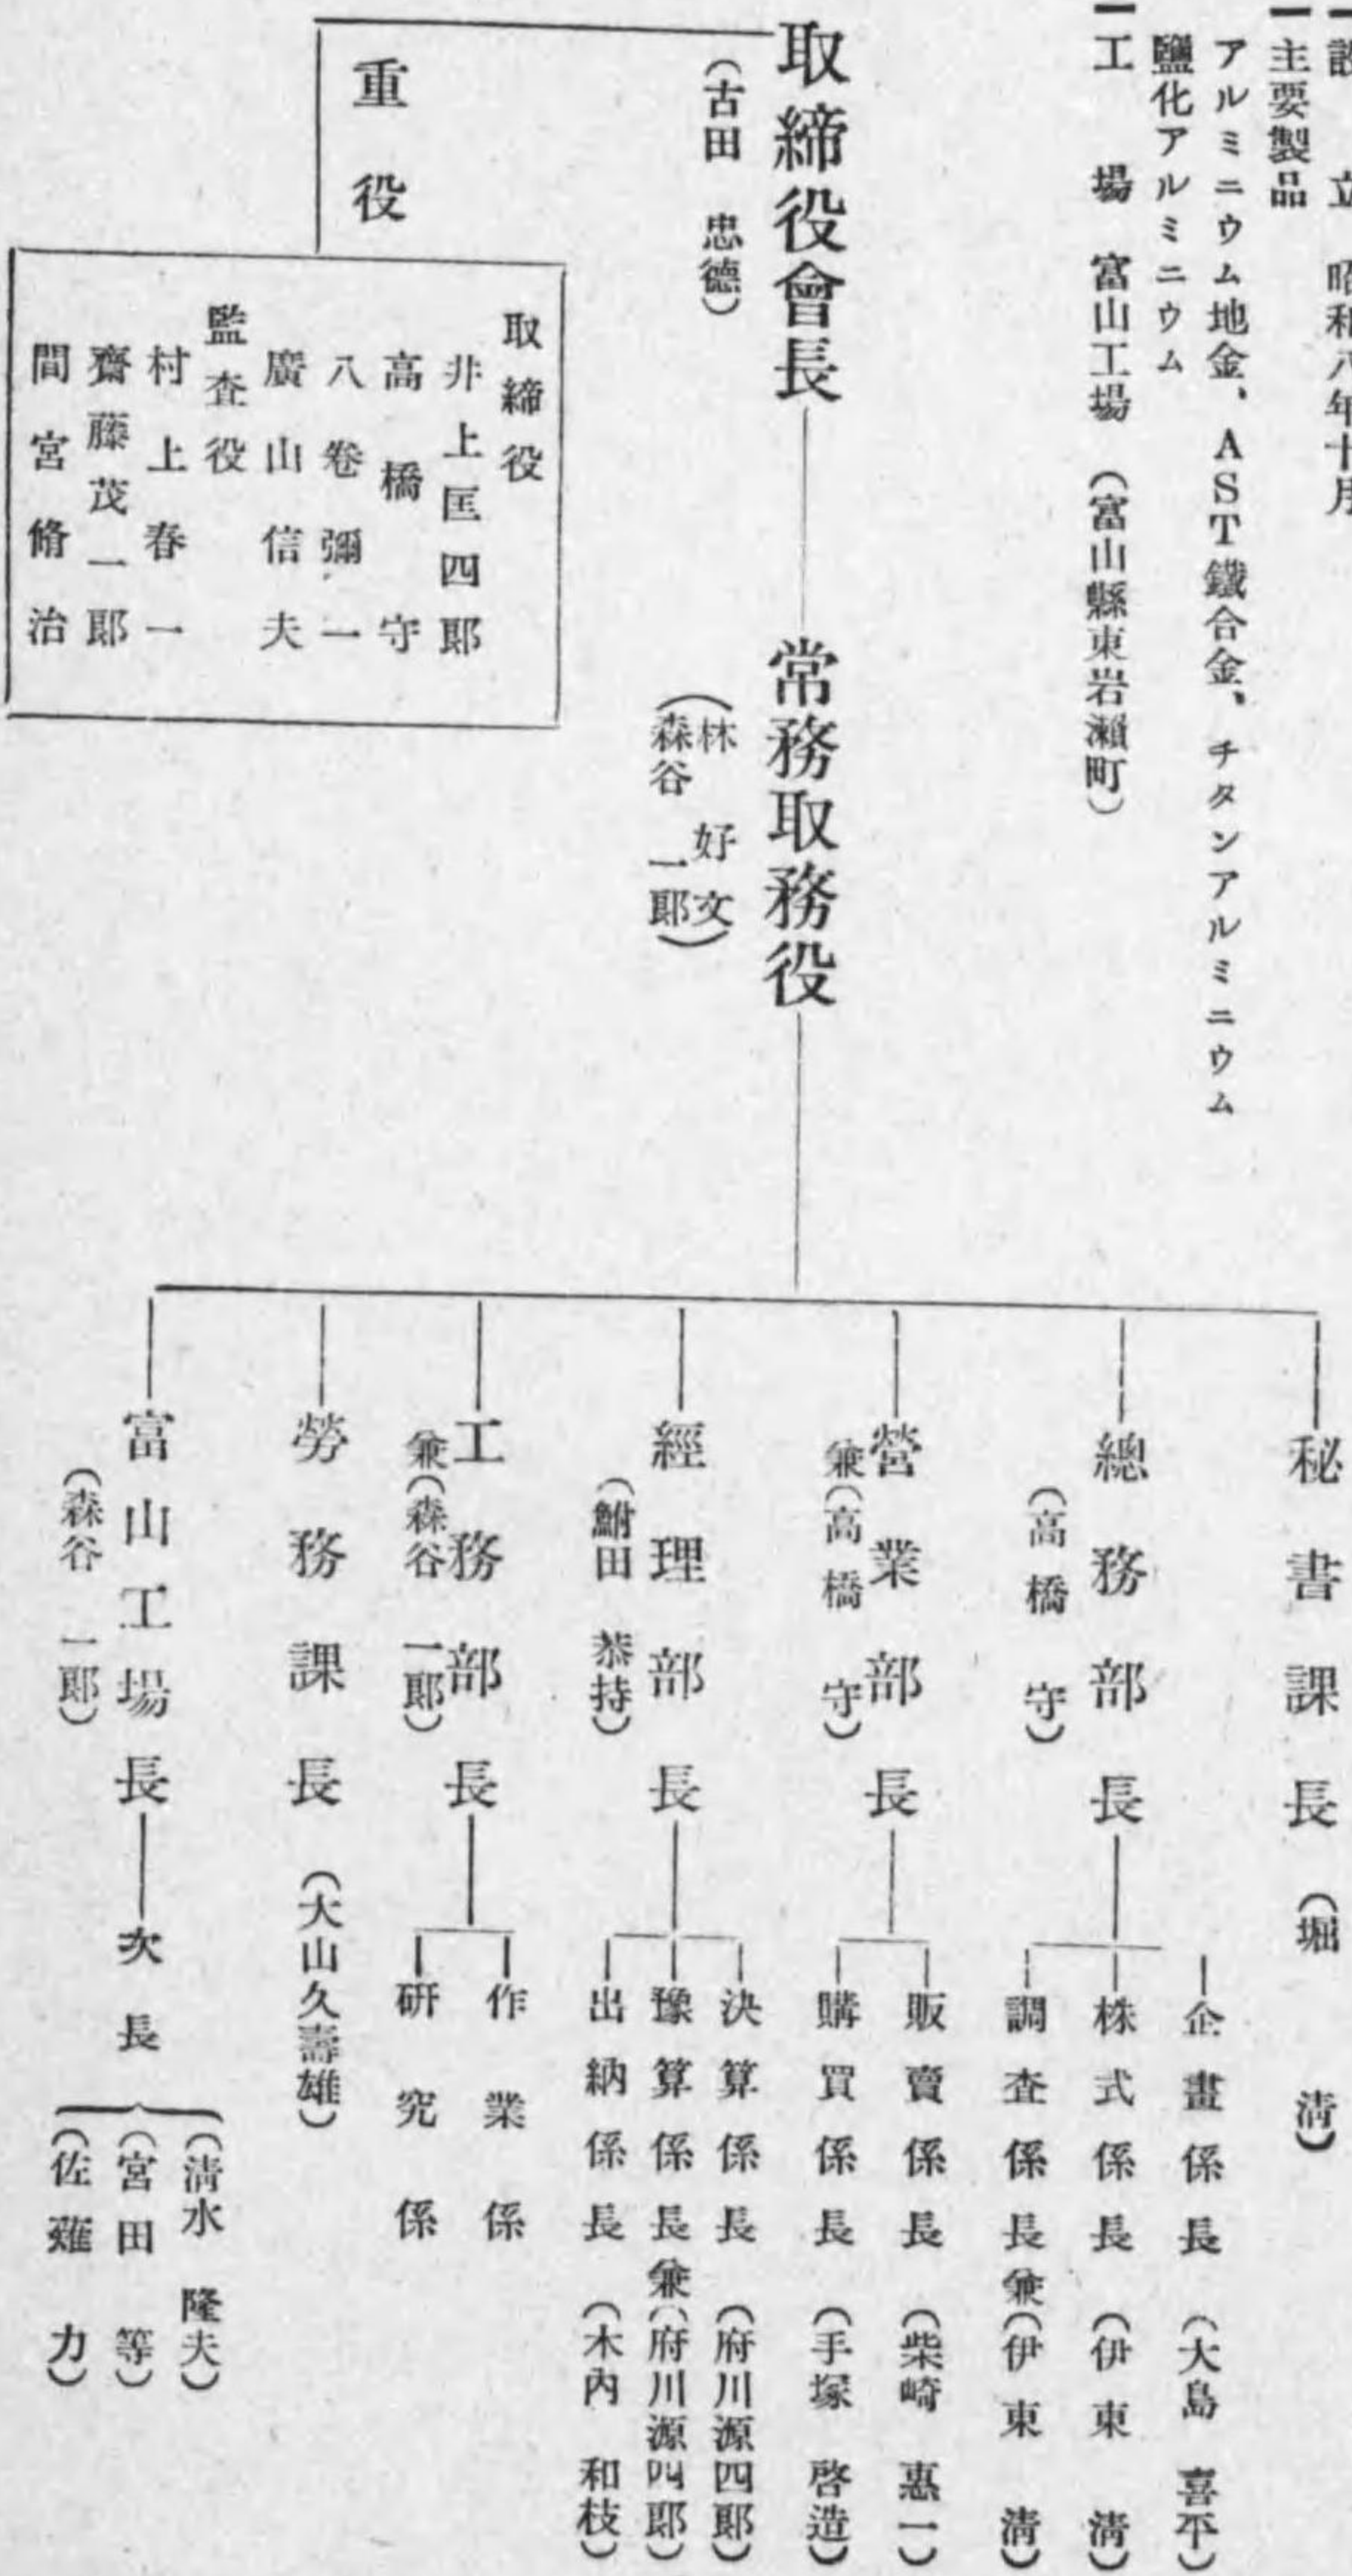 一設立 昭和八年十月
一主要製品
アルミニウム地金、AST鐵合金、チタンアルミニウム
鹽化アルミニウム
一工場 富山工場（富山縣東岩瀬町）
取締役會長
（古田 忠德）
常務取務役
（林 好文）
（森谷 一郎）
重役
取締役
井上匡四郎
高橋守
八卷彌一
廣山信夫
監査役
村上春一
齋藤茂一郎
間宮脩治
秘書課長（堀 淸）
總務部長
（高橋 守）
企畫係長（大島 喜平）
株式係長（伊東 淸）
調査係長兼（伊東 淸）
營業部長
兼（高橋 守）
販賣係長（柴崎 惠一）
購買係長（手塚 啓造）
經理部長
（鮒田 恭持）
決算係長（府川源四郎）
豫算係長兼（府川源四郎）
出納係長（木內 和枝）
工務部長
兼（森谷 一郎）
作業係
研究係
勞務課長（大山久壽雄）
富山工場長
（森谷 一郎）
次長
（淸水 隆夫）
（宮田 等）
（佐薙 力）